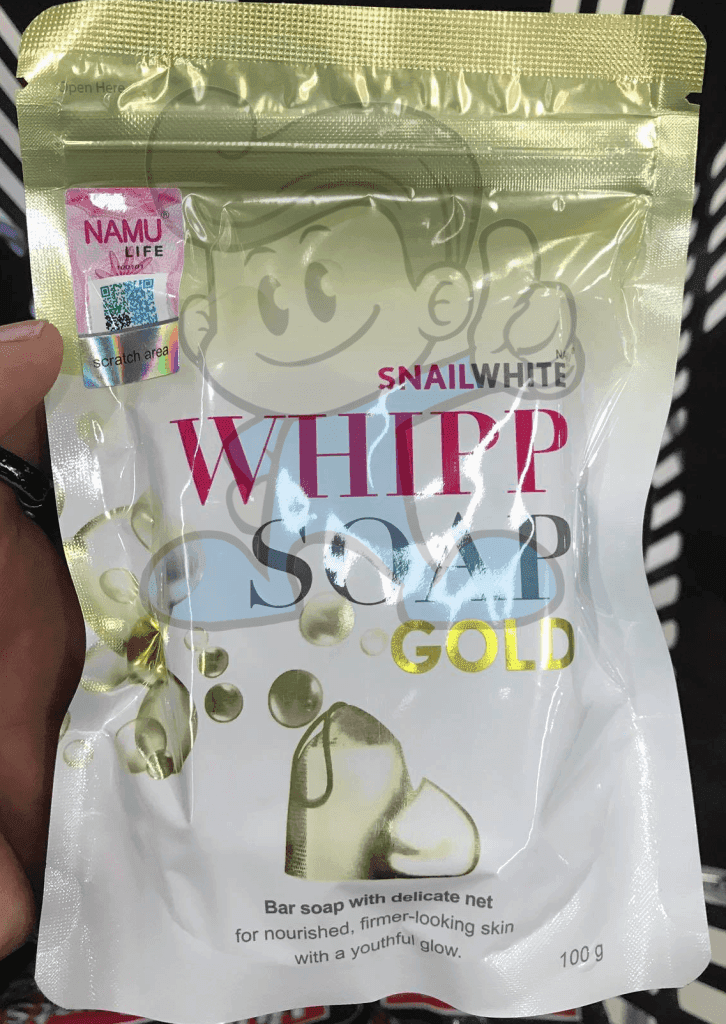 Open Here
NAMU
LIFE
scratch area
SNAILWHITE
WHIPP
SOAP
GOLD
Bar soap with delicate net
for nourished, firmer-looking skin
with a youthful glow.
100 g